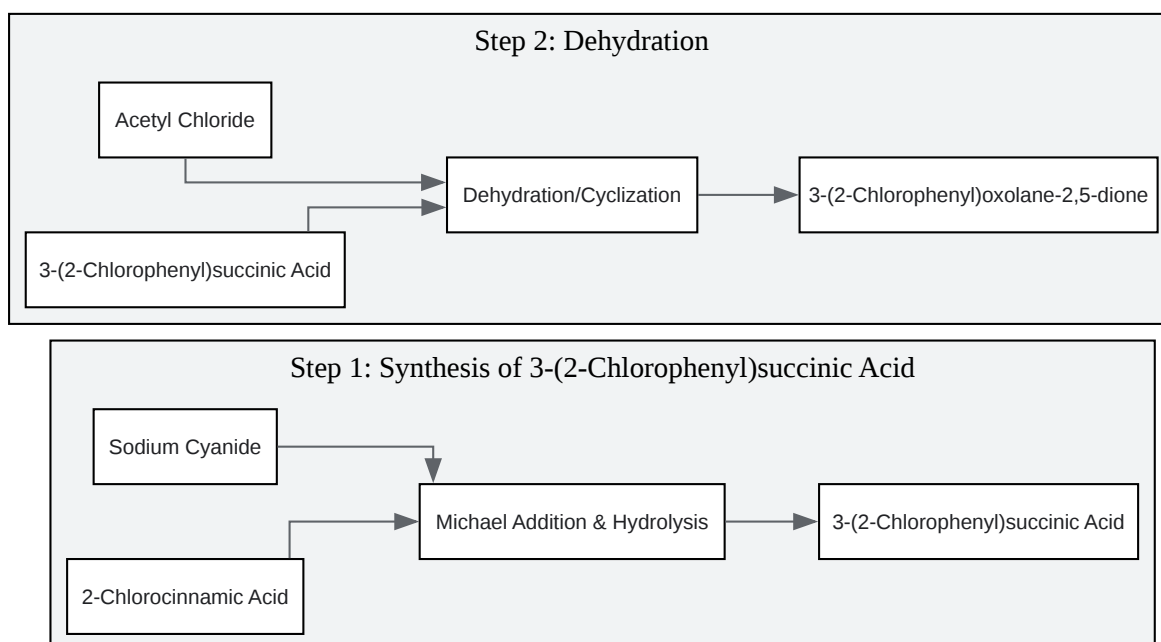 Step 2: Dehydration
Acetyl Chloride
Dehydration/Cyclization
3-(2-Chlorophenyl)oxolane-2,5-dione
3-(2-Chlorophenyl)succinic Acid
Step 1: Synthesis of 3-(2-Chlorophenyl)succinic Acid
Sodium Cyanide
Michael Addition & Hydrolysis
3-(2-Chlorophenyl)succinic Acid
2-Chlorocinnamic Acid